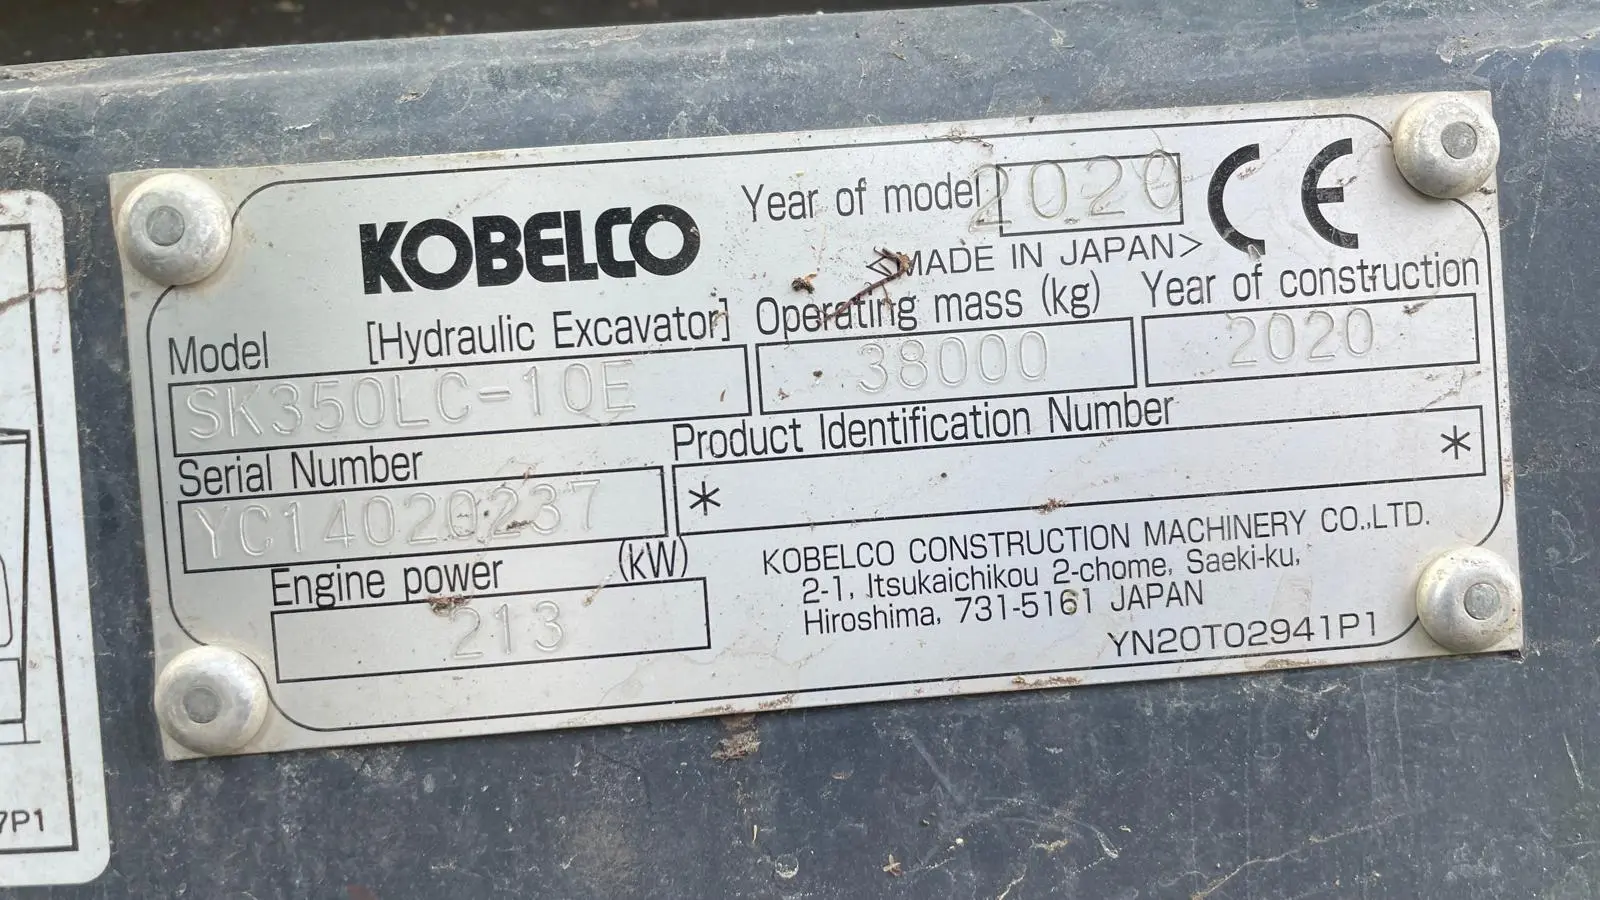 KOBELCO
Year of model 2020
CE
<MADE IN JAPAN>
Model [Hydraulic Excavator]
SK350LC-10E
Operating mass (kg)
38000
Year of construction
2020
Serial Number
YC14020237
Product Identification Number
* *
Engine power (kW)
213
KOBELCO CONSTRUCTION MACHINERY CO.,LTD.
2-1, Itsukaichikou 2-chome, Saeki-ku,
Hiroshima, 731-5161 JAPAN
YN20T02941P1
7P1